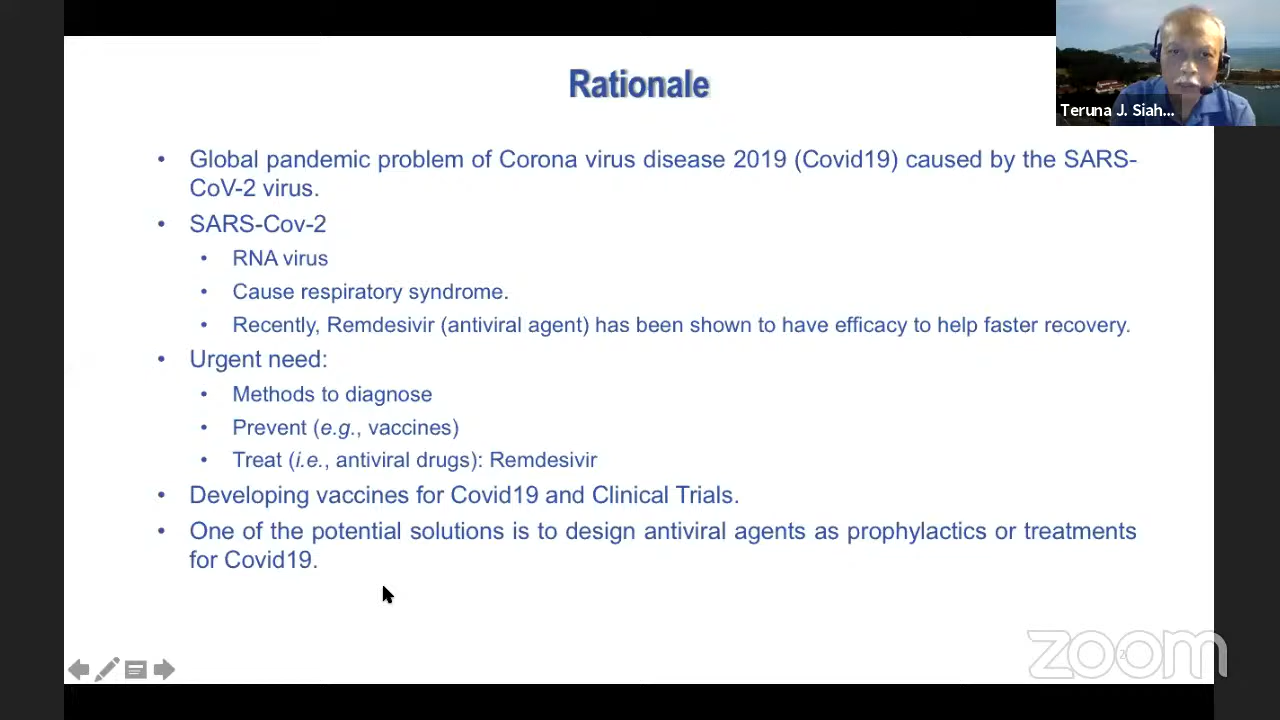 Rationale
Teruna J. Siah...
• Global pandemic problem of Corona virus disease 2019 (Covid19) caused by the SARS-
CoV-2 virus.
• SARS-Cov-2
• RNA virus
• Cause respiratory syndrome.
• Recently, Remdesivir (antiviral agent) has been shown to have efficacy to help faster recovery.
• Urgent need:
• Methods to diagnose
• Prevent (e.g., vaccines)
• Treat (i.e., antiviral drugs): Remdesivir
• Developing vaccines for Covid19 and Clinical Trials.
• One of the potential solutions is to design antiviral agents as prophylactics or treatments
for Covid19.
zoom